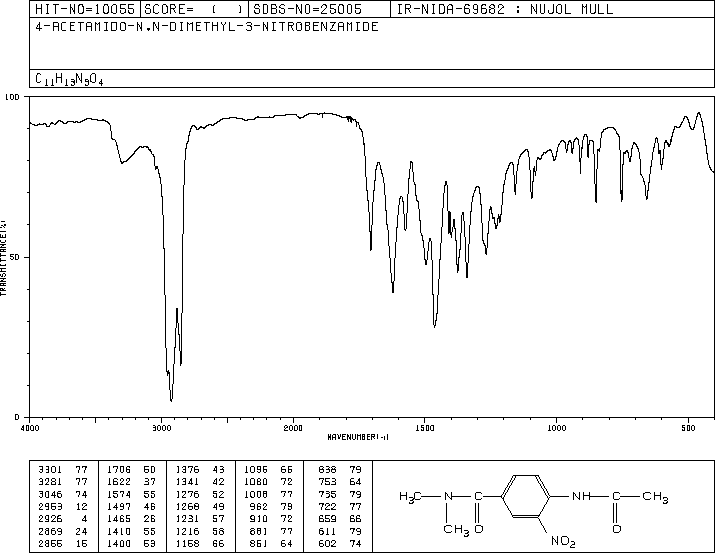 HIT-NO=10055 SCORE= ( ) SDBS-NO=25005 IR-NIDA-69682 : NUJOL MULL
4-ACETAMIDO-N,N-DIMETHYL-3-NITROBENZAMIDE
C11H13N3O4
100
50
0
TRANSMITTANCE(%)
4000 3000 2000 1500 1000 500
WAVENUMBER(-1)
3301 77 1706 50 1376 43 1096 66 838 79
3281 77 1622 37 1341 42 1080 72 753 64
3046 74 1574 55 1276 52 1008 77 735 79
2953 12 1497 46 1268 49 962 79 722 77
2926 4 1465 26 1231 57 910 72 659 66
2869 24 1410 55 1216 58 881 77 611 79
2855 15 1400 53 1158 66 851 64 602 74
H3C N C NH C CH3
CH3 O NO2 O